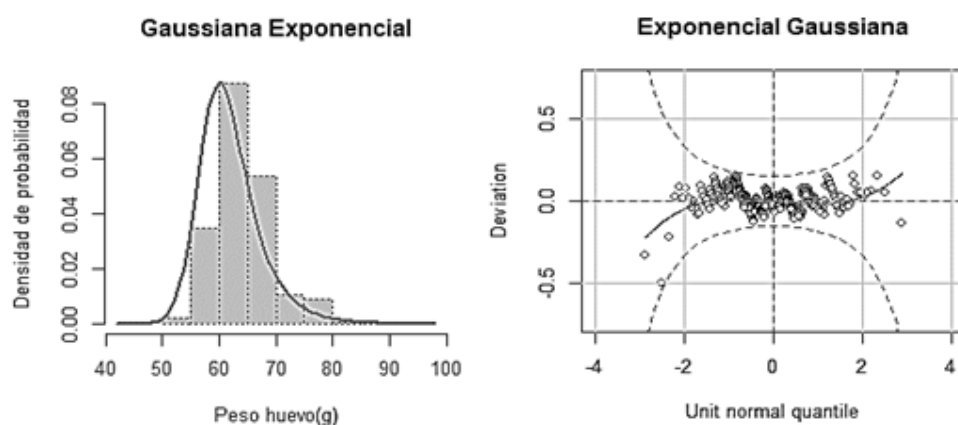 Gaussiana Exponencial
Densidad de probabilidad
0.08
0.06
0.04
0.02
0.00
40 50 60 70 80 90 100
Peso huevo(g)
Exponencial Gaussiana
Deviation
0.5
0.0
-0.5
-4 -2 0 2 4
Unit normal quantile